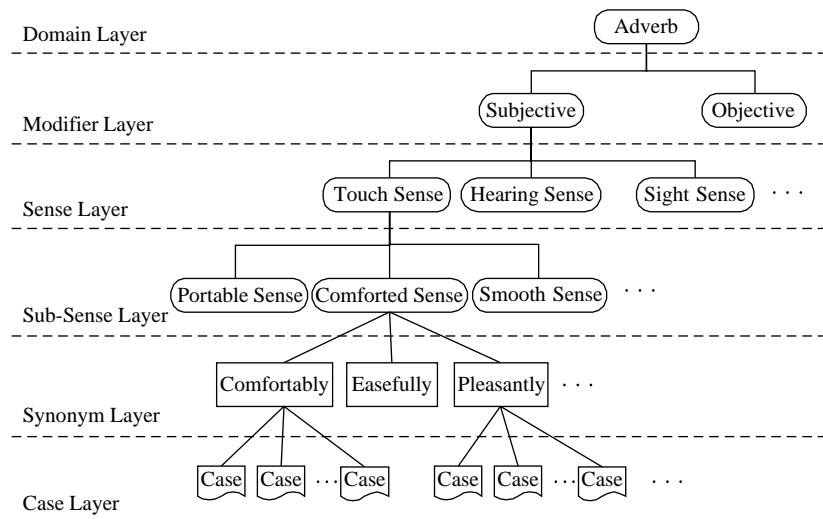 Adverb
Domain Layer
Subjective Objective
Modifier Layer
Touch Sense Hearing Sense Sight Sense . . .
Sense Layer
Portable Sense Comforted Sense Smooth Sense . . .
Sub-Sense Layer
Comfortably Easefully Pleasantly . . .
Synonym Layer
Case Case ... Case Case Case ... Case . . .
Case Layer